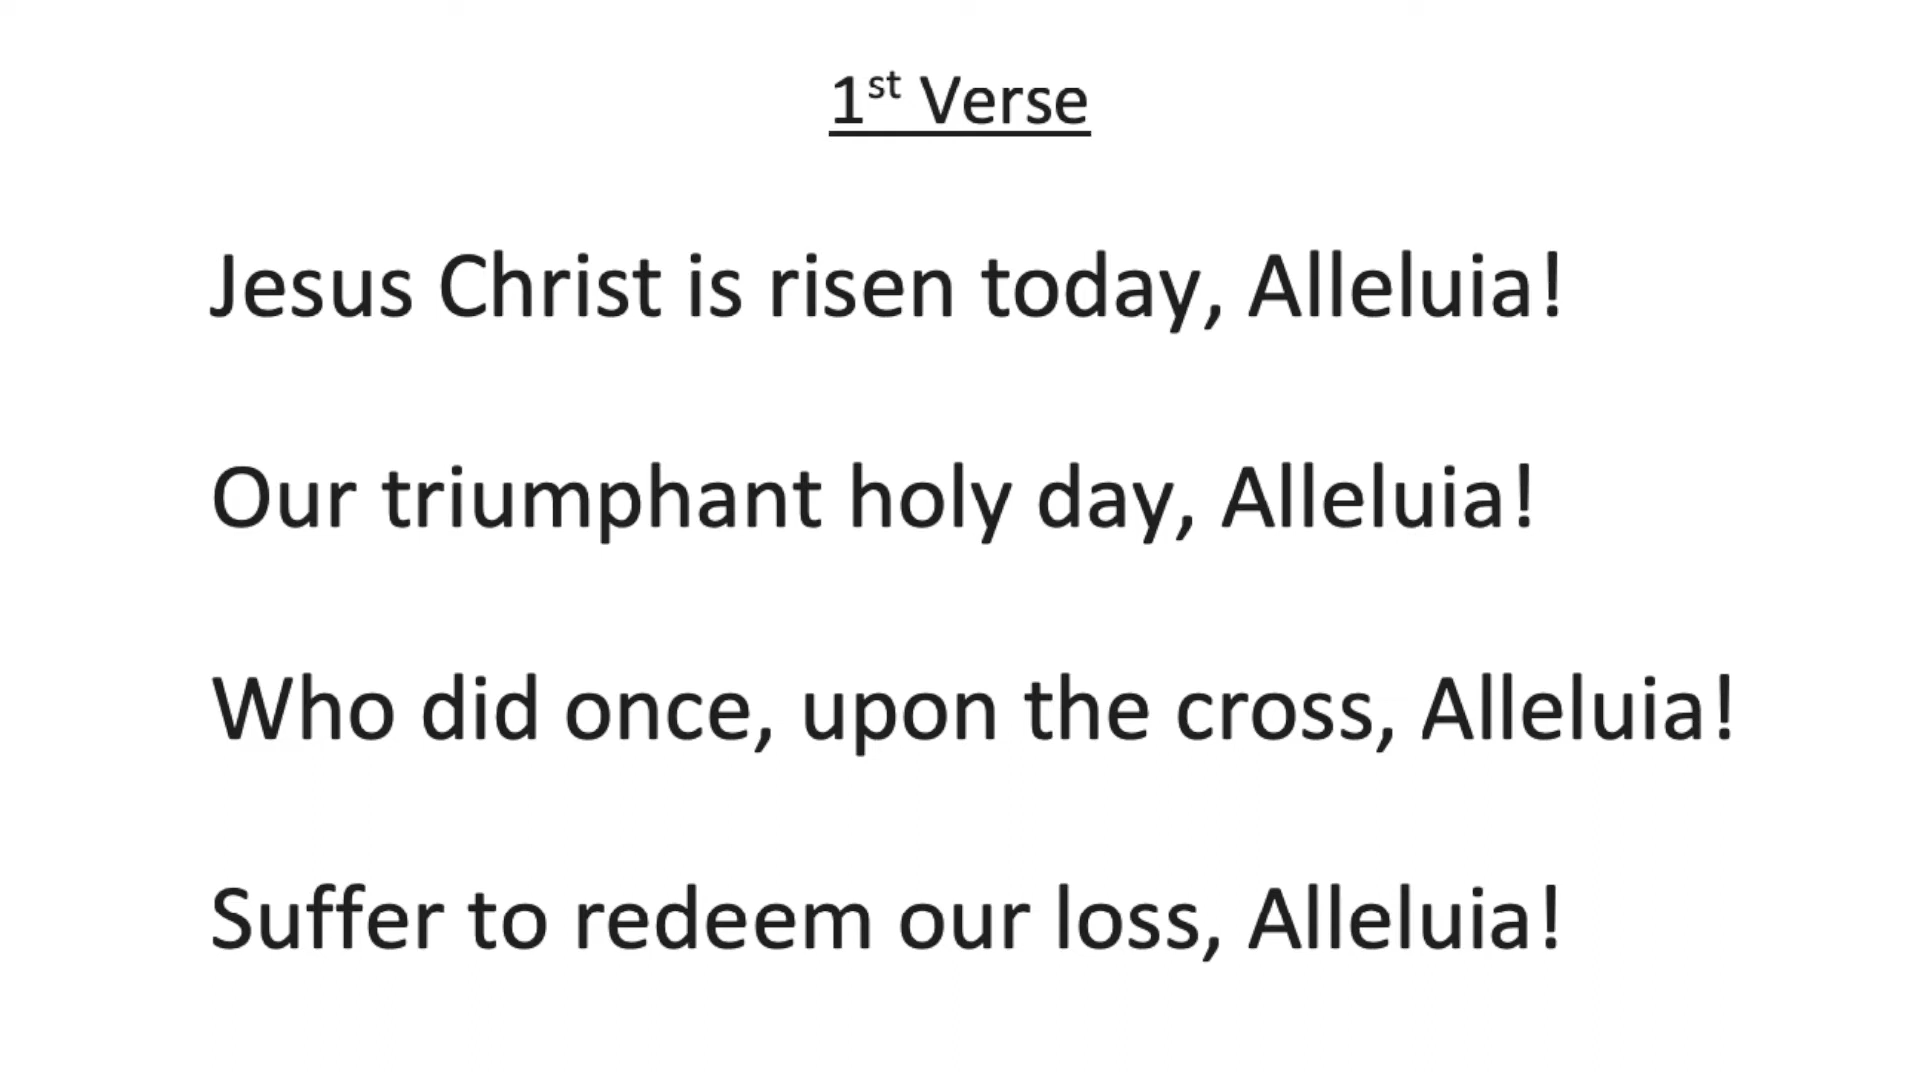 1st Verse
Jesus Christ is risen today, Alleluia!
Our triumphant holy day, Alleluia!
Who did once, upon the cross, Alleluia!
Suffer to redeem our loss, Alleluia!